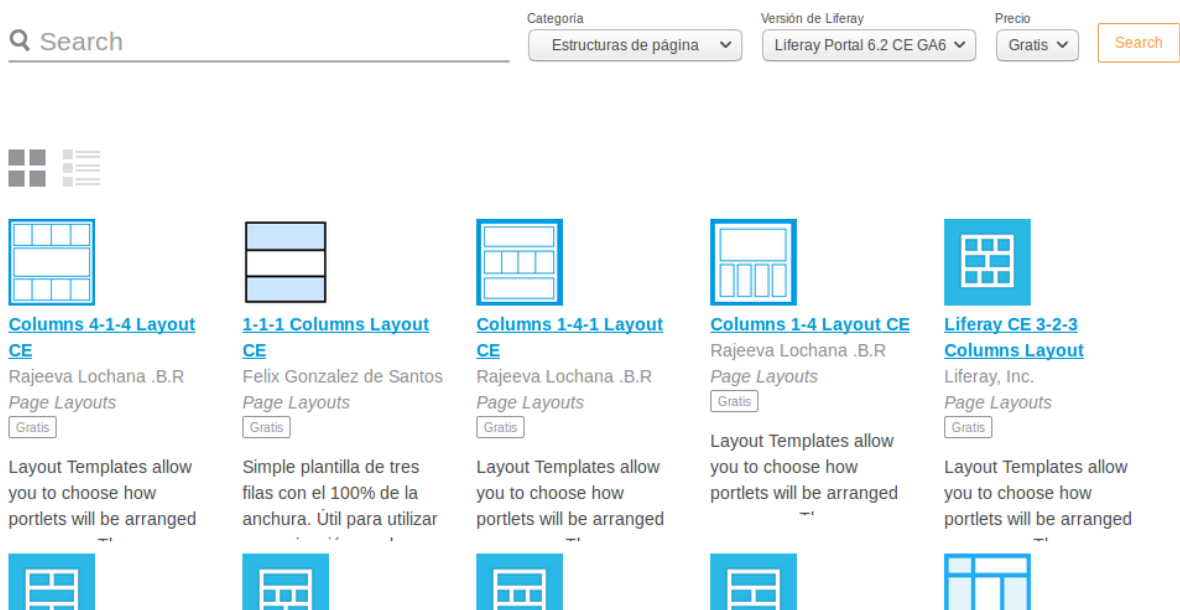 Categoría
Versión de Liferay
Precio
Search
Estructuras de página
Liferay Portal 6.2 CE GA6
Gratis
Search
Columns 4-1-4 Layout
CE
Rajeeva Lochana .B.R
Page Layouts
Gratis
Layout Templates allow
you to choose how
portlets will be arranged
1-1-1 Columns Layout
CE
Felix Gonzalez de Santos
Page Layouts
Gratis
Simple plantilla de tres
filas con el 100% de la
anchura. Útil para utilizar
Columns 1-4-1 Layout
CE
Rajeeva Lochana .B.R
Page Layouts
Gratis
Layout Templates allow
you to choose how
portlets will be arranged
Columns 1-4 Layout CE
Rajeeva Lochana .B.R
Page Layouts
Gratis
Layout Templates allow
you to choose how
portlets will be arranged
Liferay CE 3-2-3
Columns Layout
Liferay, Inc.
Page Layouts
Gratis
Layout Templates allow
you to choose how
portlets will be arranged